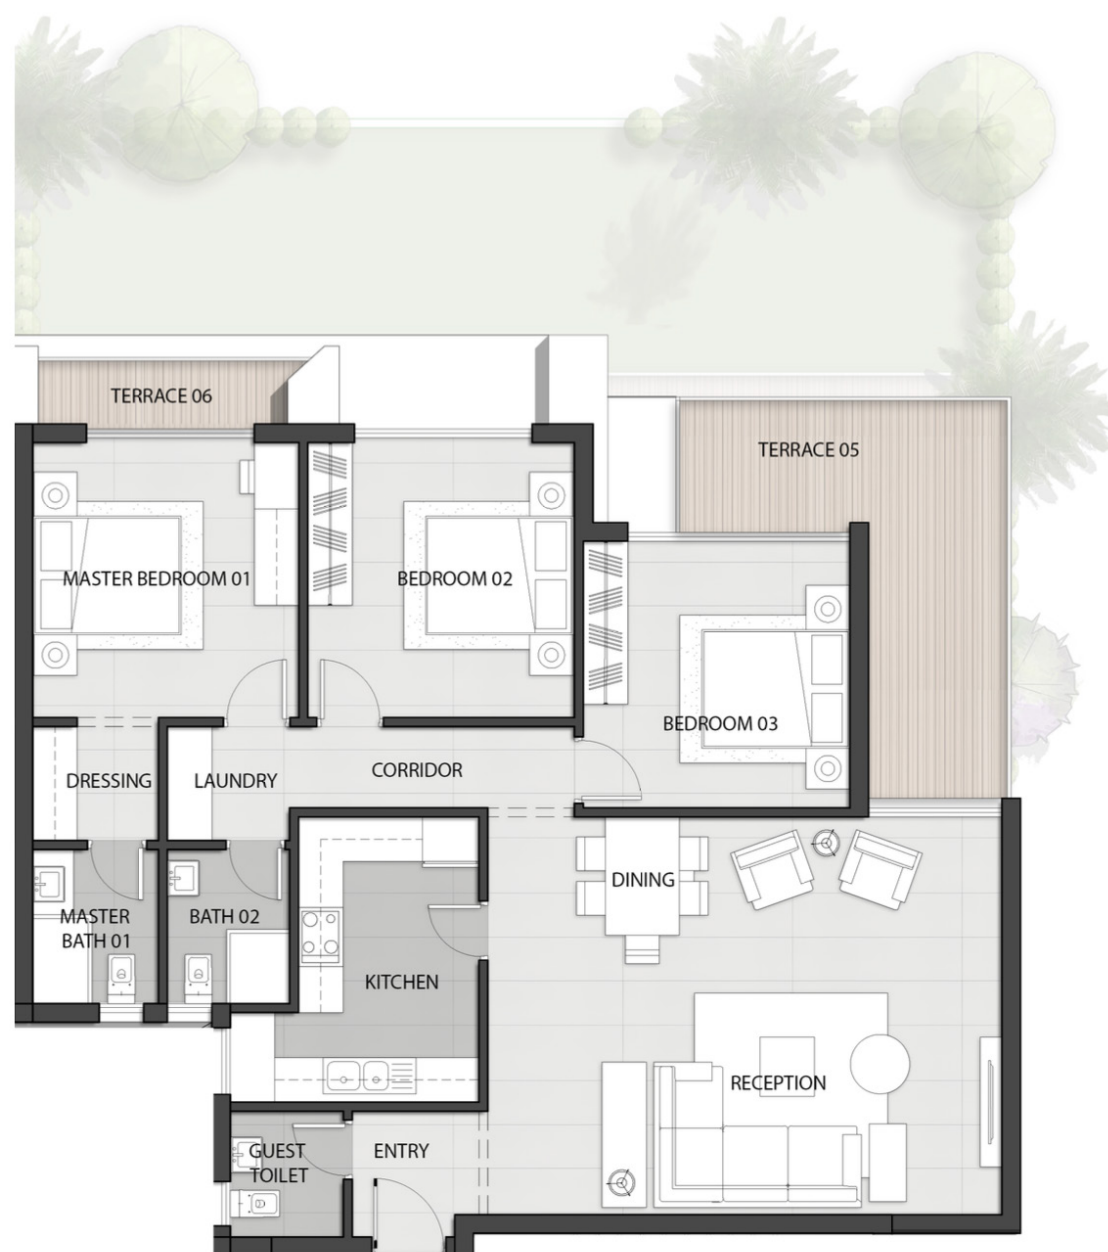 TERRACE 06
TERRACE 05
MASTER BEDROOM 01
BEDROOM 02
BEDROOM 03
DRESSING
LAUNDRY
CORRIDOR
DINING
MASTER
BATH 01
BATH 02
KITCHEN
RECEPTION
GUEST
TOILET
ENTRY